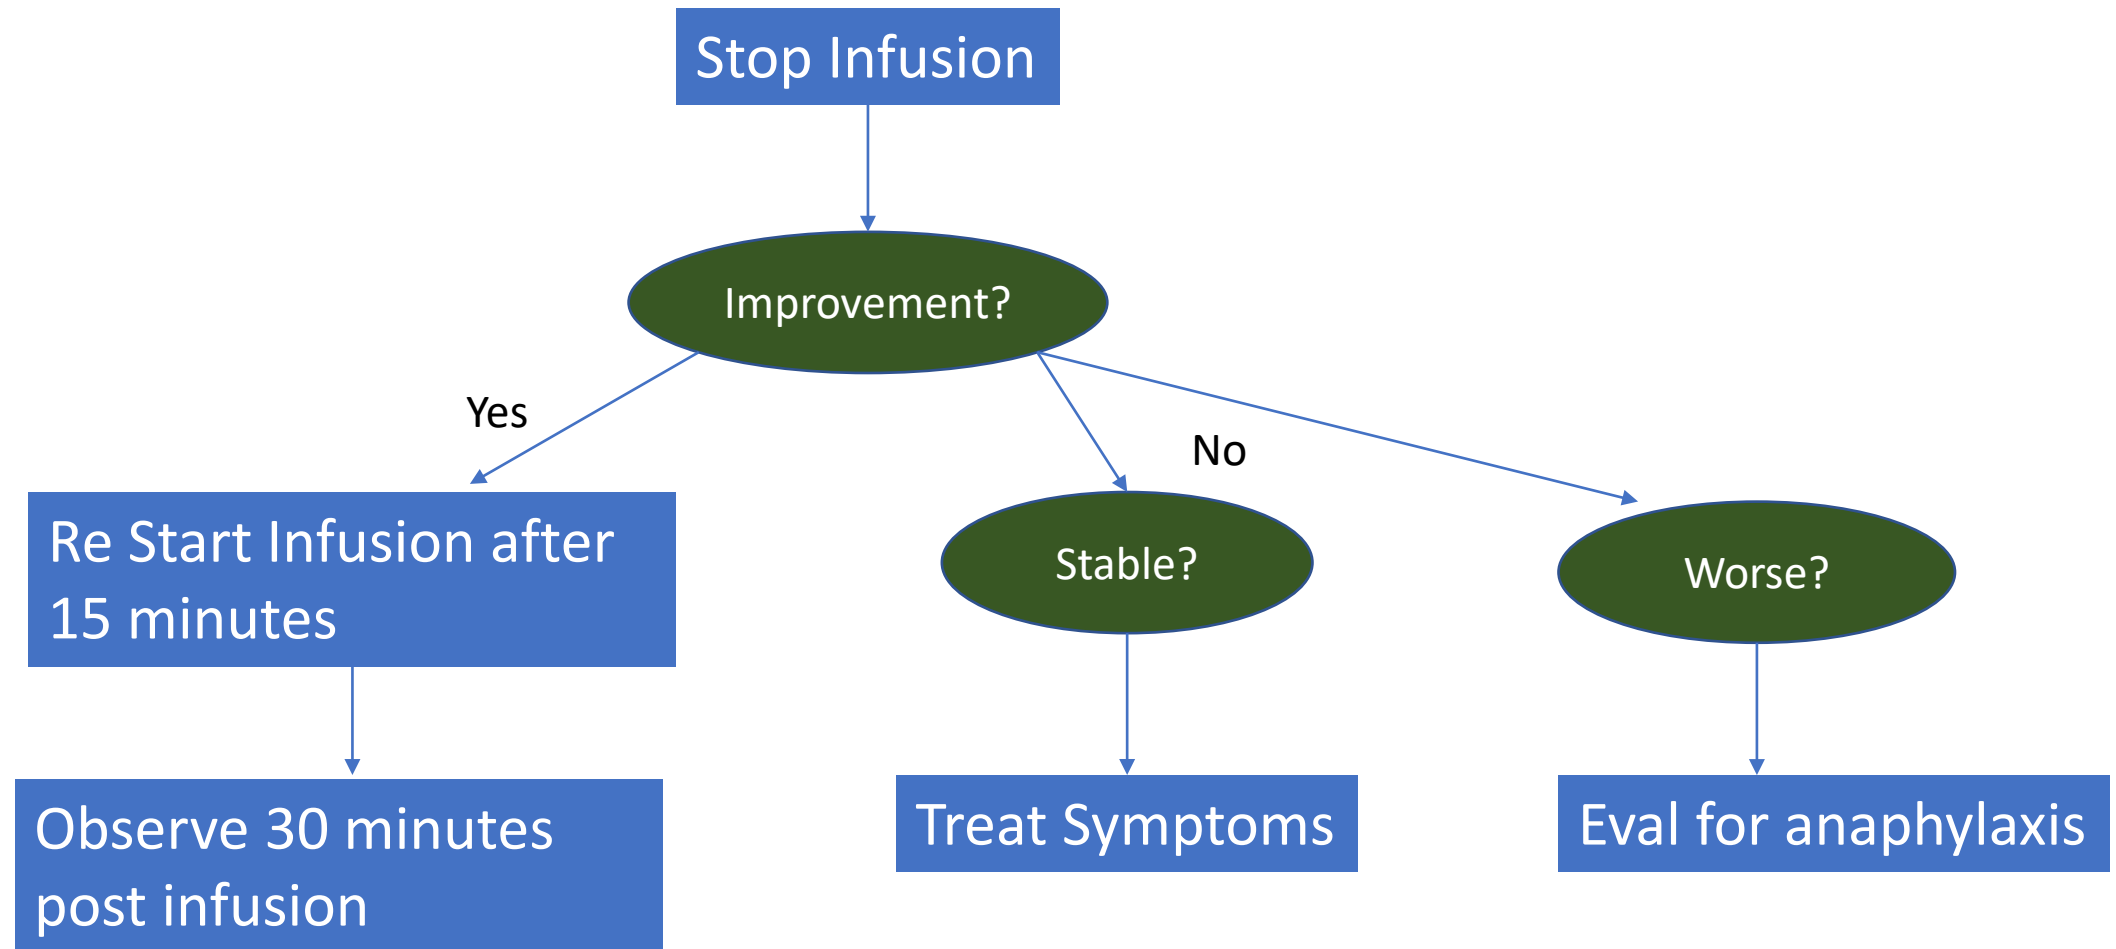 Stop Infusion
Improvement?
Yes
No
Re Start Infusion after
15 minutes
Stable?
Worse?
Observe 30 minutes
post infusion
Treat Symptoms
Eval for anaphylaxis